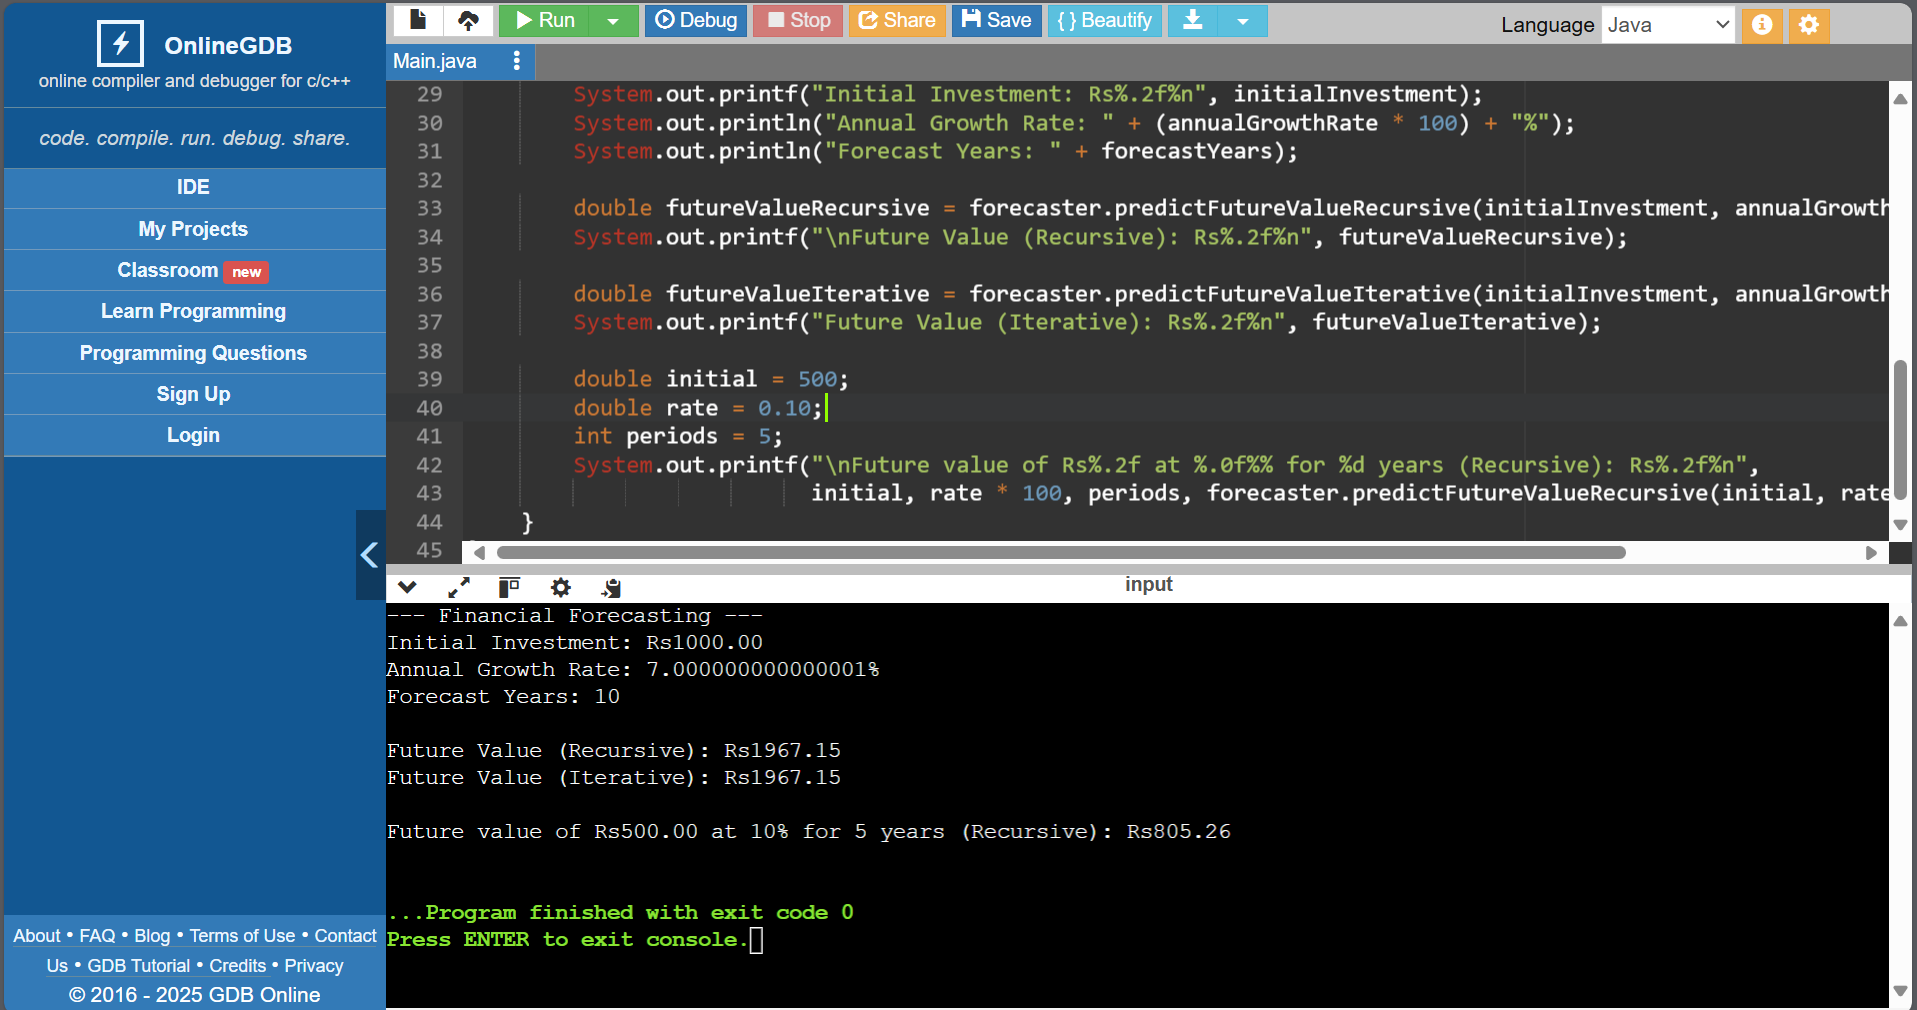 OnlineGDB
online compiler and debugger for c/c++
code. compile. run. debug. share.
IDE
My Projects
Classroom new
Learn Programming
Programming Questions
Sign Up
Login
About • FAQ • Blog • Terms of Use • Contact
Us • GDB Tutorial • Credits • Privacy
© 2016 - 2025 GDB Online
Run Debug Stop Share Save { } Beautify
Language Java
Main.java
29 System.out.printf("Initial Investment: Rs%.2f%n", initialInvestment);
30 System.out.println("Annual Growth Rate: " + (annualGrowthRate * 100) + "%");
31 System.out.println("Forecast Years: " + forecastYears);
32
33 double futureValueRecursive = forecaster.predictFutureValueRecursive(initialInvestment, annualGrowth
34 System.out.printf("\nFuture Value (Recursive): Rs%.2f%n", futureValueRecursive);
35
36 double futureValueIterative = forecaster.predictFutureValueIterative(initialInvestment, annualGrowth
37 System.out.printf("Future Value (Iterative): Rs%.2f%n", futureValueIterative);
38
39 double initial = 500;
40 double rate = 0.10;
41 int periods = 5;
42 System.out.printf("\nFuture value of Rs%.2f at %.0f%% for %d years (Recursive): Rs%.2f%n",
43 initial, rate * 100, periods, forecaster.predictFutureValueRecursive(initial, rate
44 }
45
input
--- Financial Forecasting ---
Initial Investment: Rs1000.00
Annual Growth Rate: 7.000000000000001%
Forecast Years: 10
Future Value (Recursive): Rs1967.15
Future Value (Iterative): Rs1967.15
Future value of Rs500.00 at 10% for 5 years (Recursive): Rs805.26
...Program finished with exit code 0
Press ENTER to exit console.